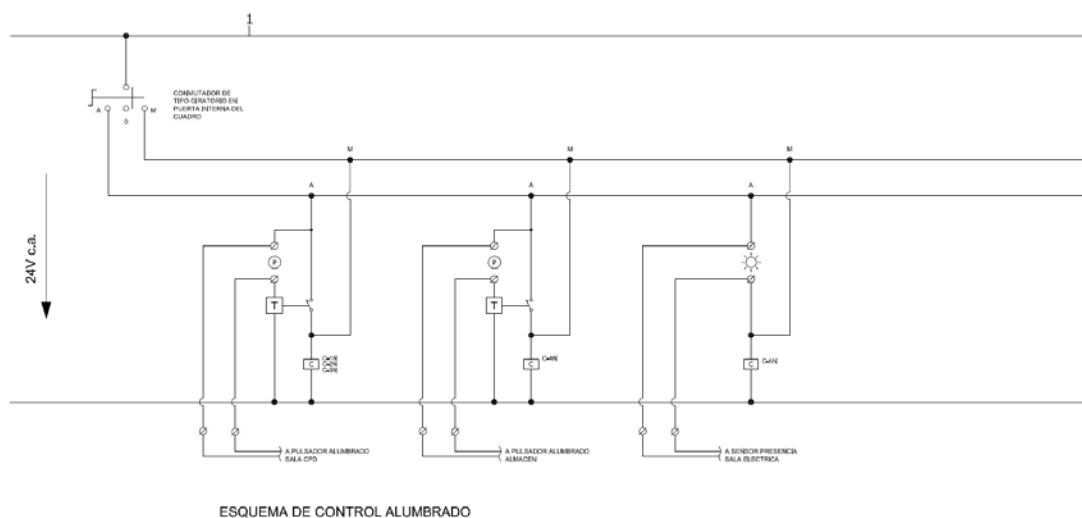 1
CONMUTADOR DE
TIPO GIRATORIO EN
PUERTA INTERNA DEL
CUADRO
A
0
M
M
M
M
A
A
A
24V c.a.
P
P
T
T
C
C
C
C-4N
A PULSADOR ALUMBRADO
SALA CPD
A PULSADOR ALUMBRADO
ALMACEN
A SENSOR PRESENCIA
SALA ELECTRICA
ESQUEMA DE CONTROL ALUMBRADO